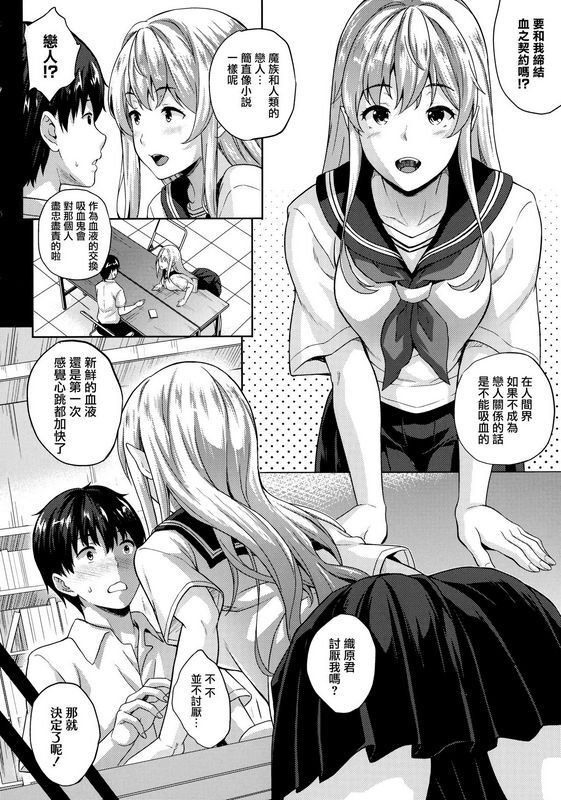 要和我締結
血之契約嗎!?
魔族和人類的
戀人…
簡直像小說
一樣呢
戀人!?
作為血液的交換
吸血鬼會
對那個人
盡忠盡責的啦
在人間界
如果不成為
戀人關係的話
是不能吸血的
新鮮的血液
還是第一次
感覺心跳都加快了
織原君
討厭我嗎?
不不
並不討厭…
那就
決定了呢!